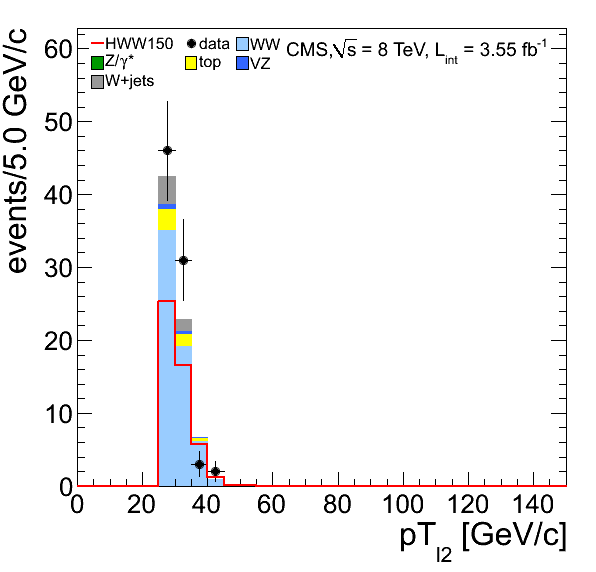 HWW150 data WW CMS,√s = 8 TeV, L_int = 3.55 fb⁻¹
Z/γ* top VZ
W+jets
events/5.0 GeV/c
60
50
40
30
20
10
0
0 20 40 60 80 100 120 140
pT_l2 [GeV/c]